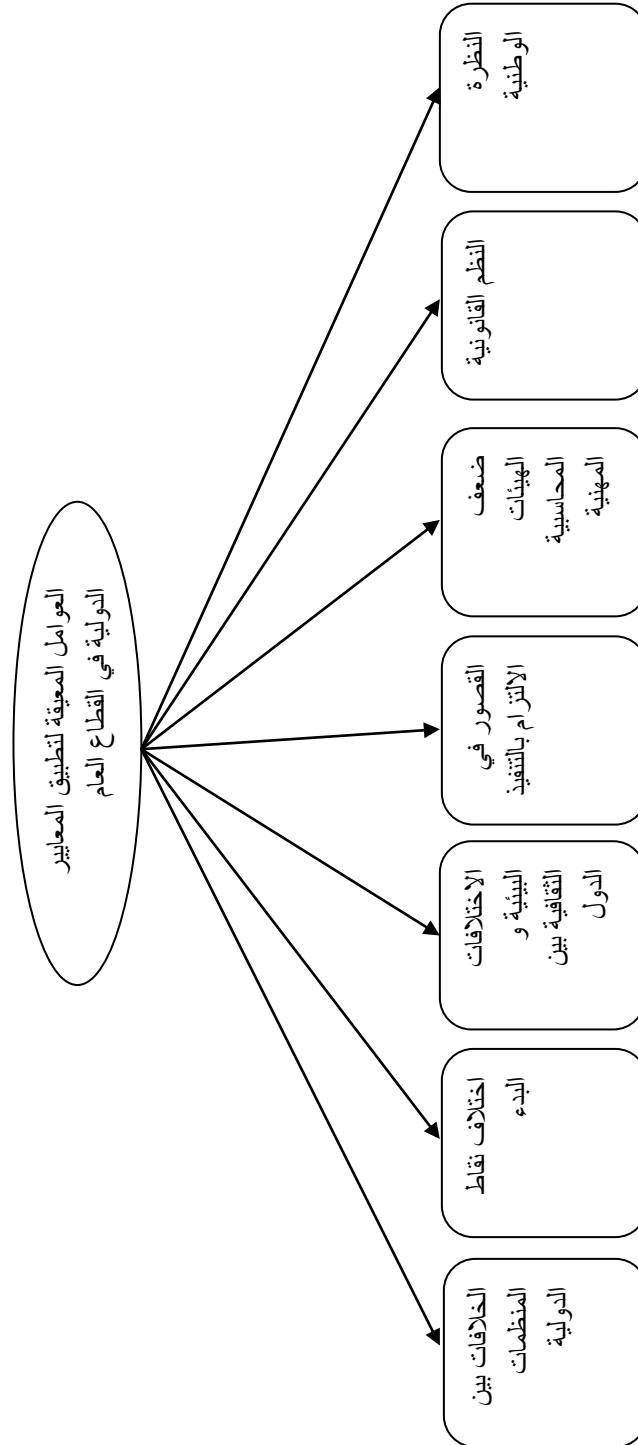 العوامل المعيقة لتطبيق المعايير
الدولية في القطاع العام
النظرة
الوطنية
النظم القانونية
ضعف
الهيئات
المحاسبية
المهنية
القصور في
الالتزام بالتنفيذ
الاختلافات
البيئية و
الثقافية بين
الدول
اختلاف نقاط
البدء
الخلافات بين
المنظمات
الدولية